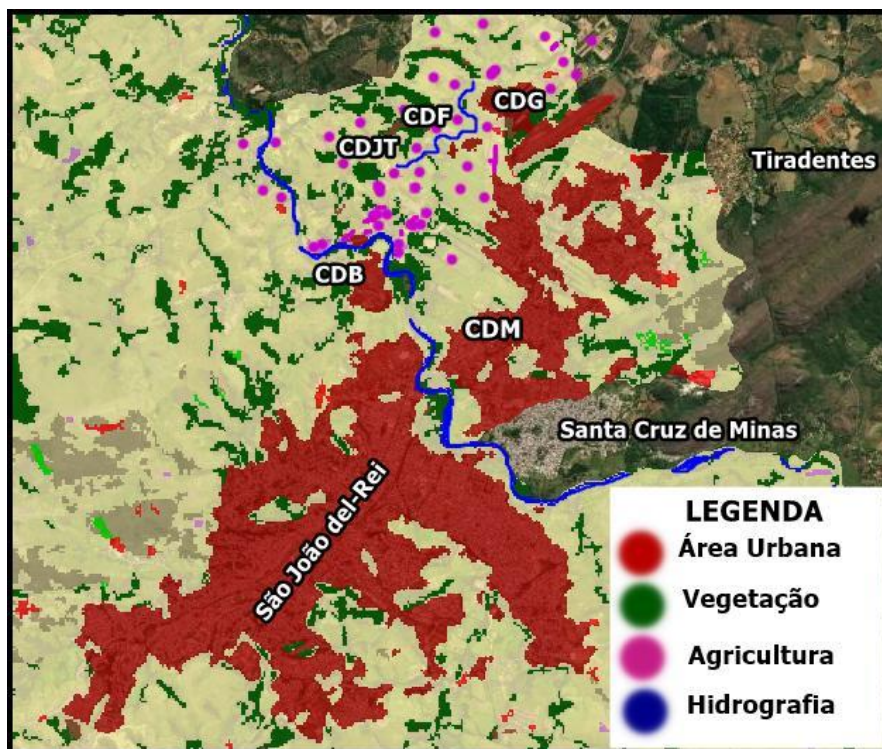 CDG
CDF
CDJT
Tiradentes
CDB
CDM
Santa Cruz de Minas
São João del-Rei
LEGENDA
Área Urbana
Vegetação
Agricultura
Hidrografia